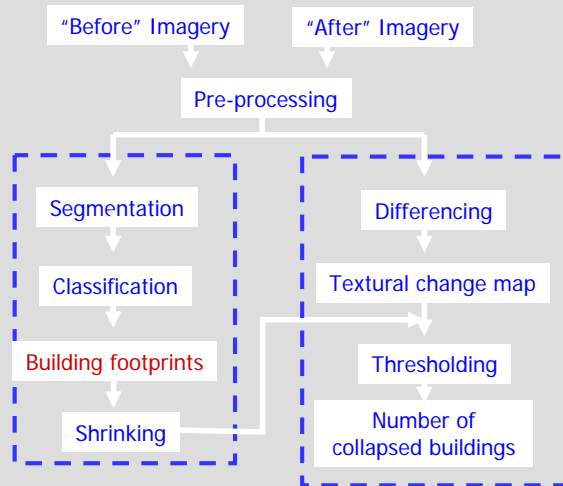 “Before” Imagery
“After” Imagery
Pre-processing
Segmentation
Classification
Building footprints
Shrinking
Differencing
Textural change map
Thresholding
Number of
collapsed buildings